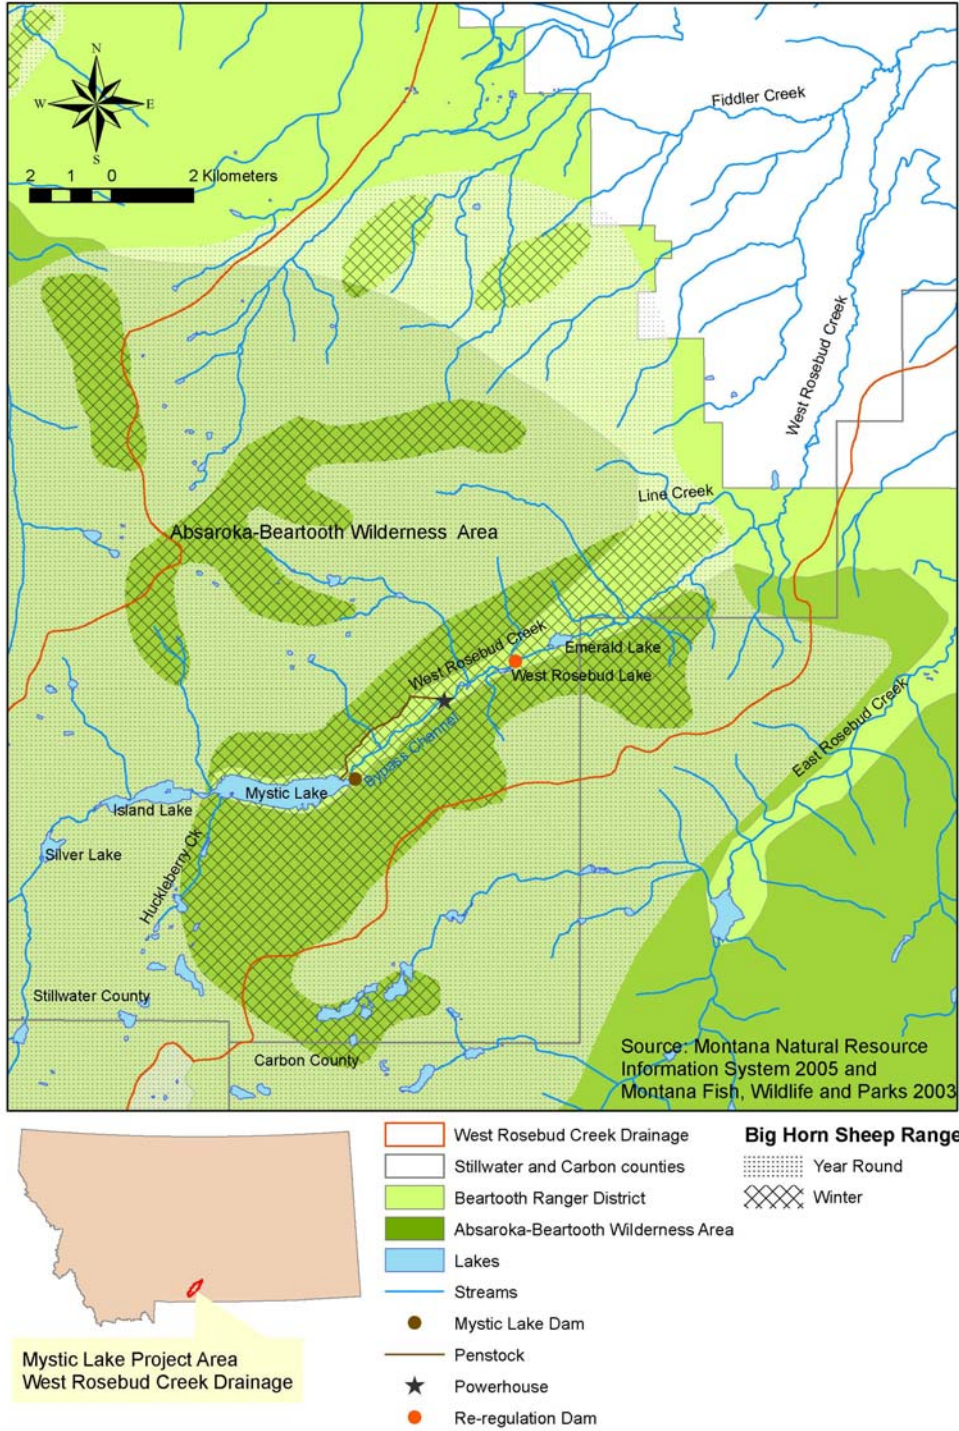 N
W E
S
2 1 0 2 Kilometers
Fiddler Creek
West Rosebud Creek
Line Creek
Absaroka-Beartooth Wilderness Area
West Rosebud Creek
Emerald Lake
West Rosebud Lake
Bypass Channel
East Rosebud Creek
Mystic Lake
Island Lake
Silver Lake
Huckleberry Ck
Stillwater County
Carbon County
Source: Montana Natural Resource
Information System 2005 and
Montana Fish, Wildlife and Parks 2003
West Rosebud Creek Drainage
Stillwater and Carbon counties
Beartooth Ranger District
Absaroka-Beartooth Wilderness Area
Lakes
Streams
Mystic Lake Dam
Penstock
Powerhouse
Re-regulation Dam
Big Horn Sheep Range
Year Round
Winter
Mystic Lake Project Area
West Rosebud Creek Drainage